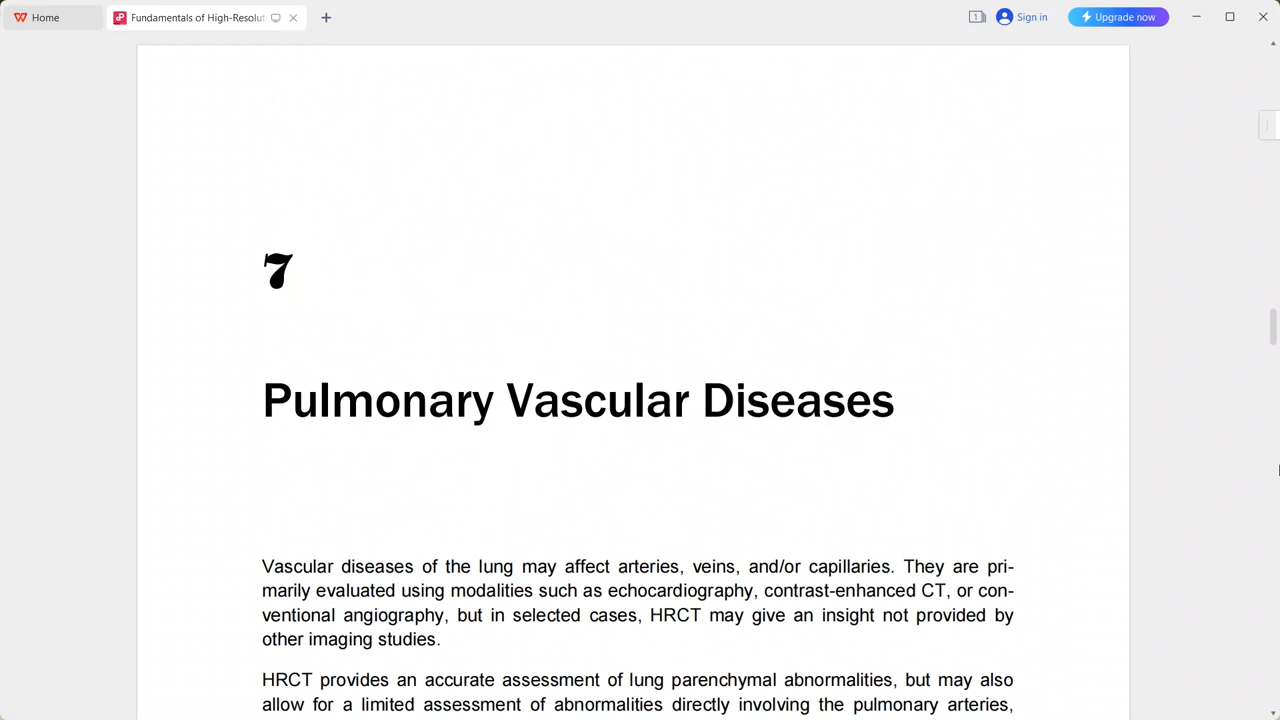 Home
Fundamentals of High-Resolut
1
Sign in
Upgrade now
7
Pulmonary Vascular Diseases
Vascular diseases of the lung may affect arteries, veins, and/or capillaries. They are pri-
marily evaluated using modalities such as echocardiography, contrast-enhanced CT, or con-
ventional angiography, but in selected cases, HRCT may give an insight not provided by
other imaging studies.
HRCT provides an accurate assessment of lung parenchymal abnormalities, but may also
allow for a limited assessment of abnormalities directly involving the pulmonary arteries,